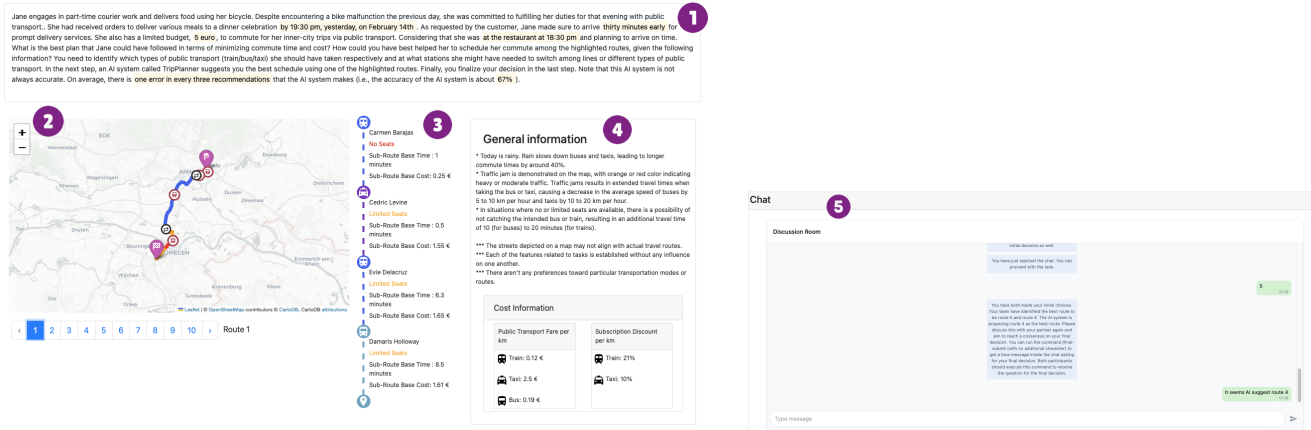 Jane engages in part-time courier work and delivers food using her bicycle. Despite encountering a bike malfunction the previous day, she was committed to fulfilling her duties for that evening with public
transport.. She had received orders to deliver various meals to a dinner celebration by 19:30 pm, yesterday, on February 14th . As requested by the customer, Jane made sure to arrive thirty minutes early for
prompt delivery services. She also has a limited budget, 5 euro , to commute for her inner-city trips via public transport. Considering that she was at the restaurant at 18:30 pm and planning to arrive on time.
What is the best plan that Jane could have followed in terms of minimizing commute time and cost? How could you have best helped her to schedule her commute among the highlighted routes, given the following
information? You need to identify which types of public transport (train/bus/taxi) she should have taken respectively and at what stations she might have needed to switch among lines or different types of public
transport. In the next step, an AI system called TripPlanner suggests you the best schedule using one of the highlighted routes. Finally, you finalize your decision in the last step. Note that this AI system is not
always accurate. On average, there is one error in every three recommendations that the AI system makes (i.e., the accuracy of the AI system is about 67% ).
1
2
+
−
EDE
Veenendaal
Wageningen
Rhenen
Doesburg
Duiven
Zevenaar
Doetinchem
Huissen
Tiel
Druten
Beuningen
NIJMEGEN
Emmerich am
Rhein
Wijchen
Groesbeek
Kranenburg
Kleve
Oss
Grave
Leaflet | © OpenStreetMap contributors © CartoDB, CartoDB attributions
‹ 1 2 3 4 5 6 7 8 9 10 › Route 1
3
Carmen Barajas
No Seats
Sub-Route Base Time : 1
minutes
Sub-Route Base Cost: 0.25 €
Cedric Levine
Limited Seats
Sub-Route Base Time : 0.5
minutes
Sub-Route Base Cost: 1.55 €
Evie Delacruz
Limited Seats
Sub-Route Base Time : 6.3
minutes
Sub-Route Base Cost: 1.65 €
Damaris Holloway
Limited Seats
Sub-Route Base Time : 8.5
minutes
Sub-Route Base Cost: 1.61 €
4
General information
* Today is rainy. Rain slows down buses and taxis, leading to longer
commute times by around 40%.
* Traffic jam is demonstrated on the map, with orange or red color indicating
heavy or moderate traffic. Traffic jams results in extended travel times when
taking the bus or taxi, causing a decrease in the average speed of buses by
5 to 10 km per hour and taxis by 10 to 20 km per hour.
* In situations where no or limited seats are available, there is a possibility of
not catching the intended bus or train, resulting in an additional travel time
of 10 (for buses) to 20 minutes (for trains).
*** The streets depicted on a map may not align with actual travel routes.
*** Each of the features related to tasks is established without any influence
on one another.
*** There aren't any preferences toward particular transportation modes or
routes.
Cost Information
Public Transport Fare per
km
Train: 0.12 €
Taxi: 2.5 €
Bus: 0.19 €
Subscription Discount
per km
Train: 21%
Taxi: 10%
Chat
5
Discussion Room
initial decision as well.
You have just rejoined the chat. You can
proceed with the task.
You have both made your initial choices.
Your team have identified the best route to
be route 5 and route 4. The AI system is
proposing route 4 as the best route. Please
discuss this with your partner again and
aim to reach a consensus on your final
decision. You can run the command /final-
submit (with no additional character) to
get a blue message inside the chat asking
for your final decision. Both participants
should execute this command to receive
the question for the final decision.
It seems AI suggest route 4
Type message